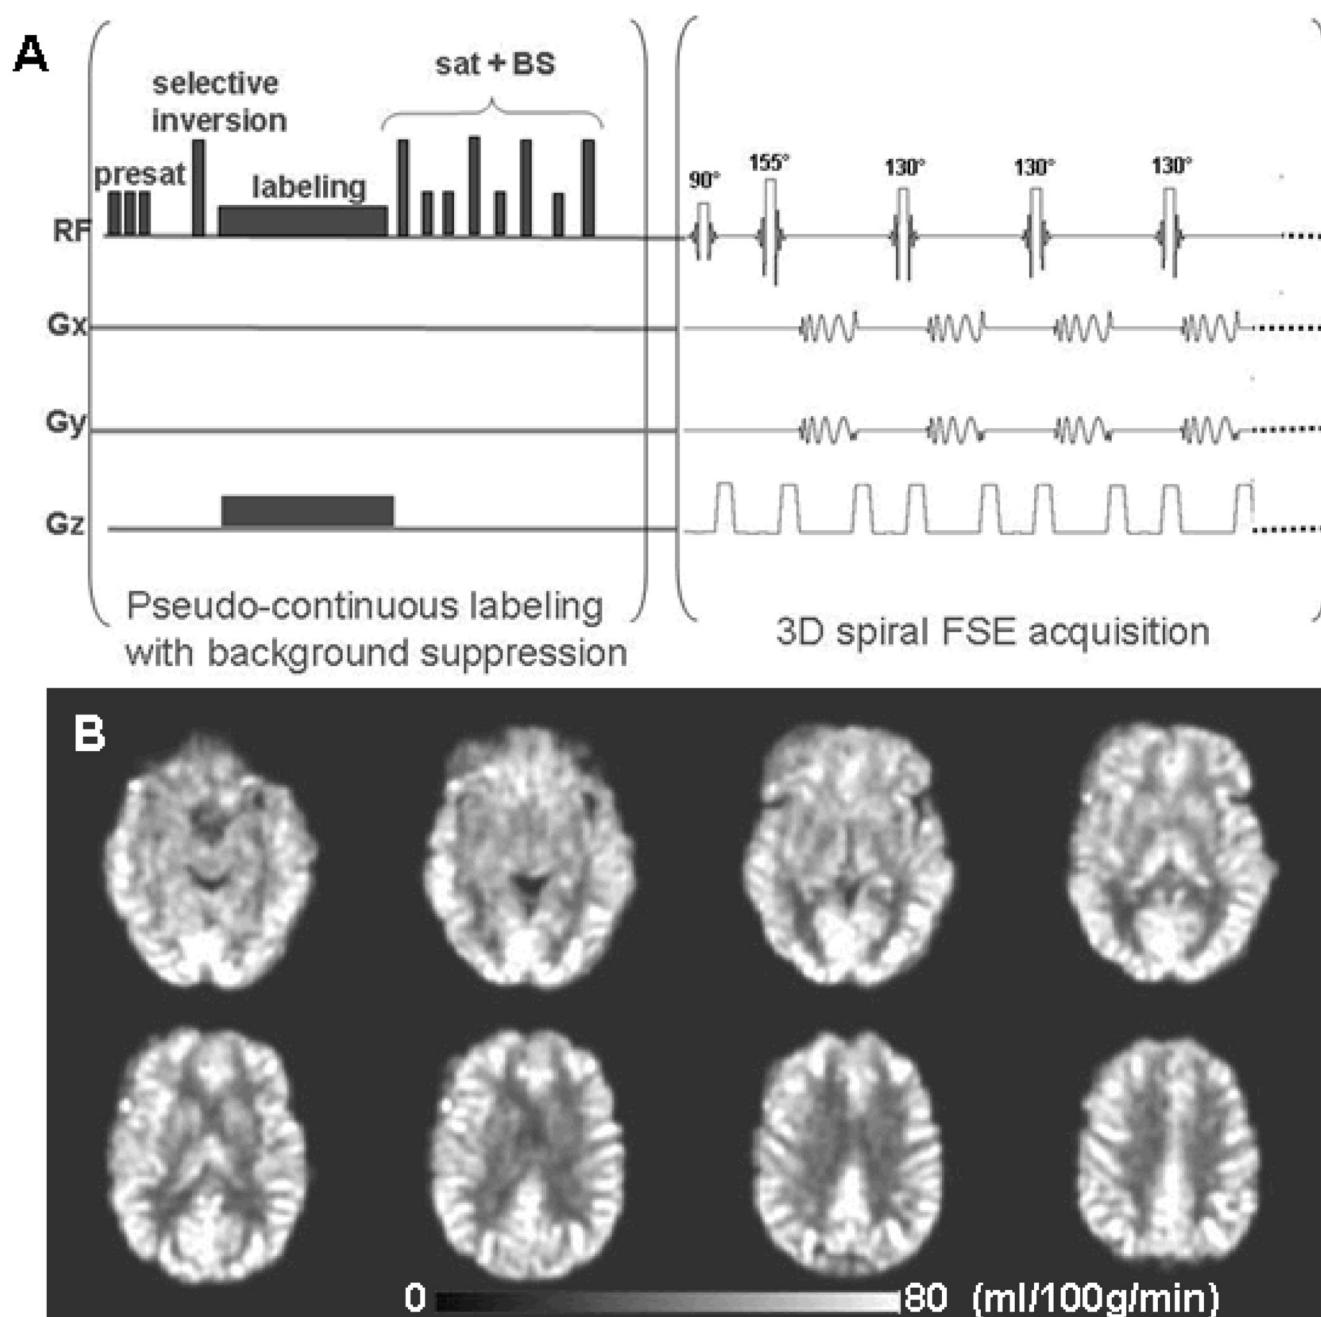 A
selective
inversion
sat + BS
presat
labeling
RF
90°
155°
130°
130°
130°
Gx
Gy
Gz
Pseudo-continuous labeling
with background suppression
3D spiral FSE acquisition
B
0
80 (ml/100g/min)